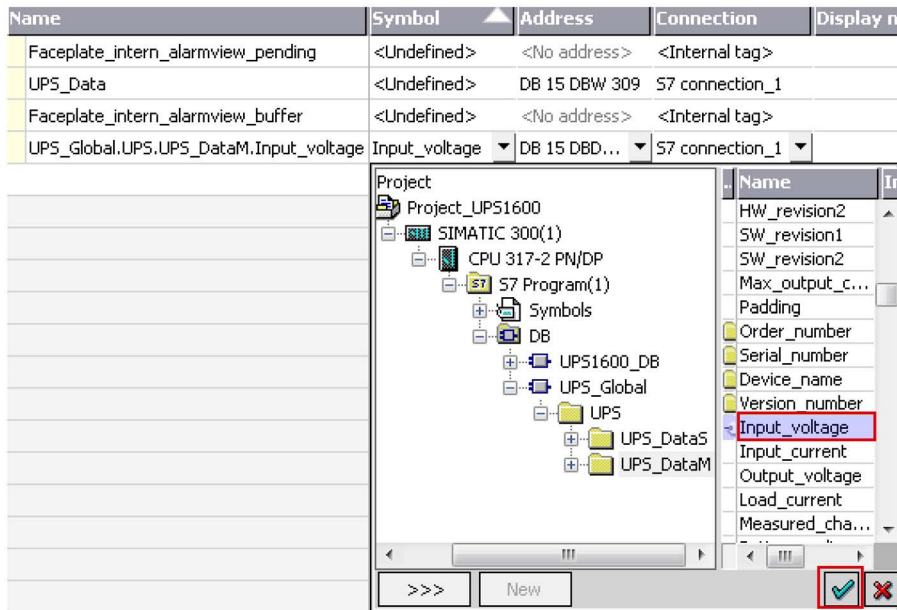 Name Symbol Address Connection Display n
Faceplate_intern_alarmview_pending <Undefined> <No address> <Internal tag>
UPS_Data <Undefined> DB 15 DBW 309 S7 connection_1
Faceplate_intern_alarmview_buffer <Undefined> <No address> <Internal tag>
UPS_Global.UPS.UPS_DataM.Input_voltage Input_voltage DB 15 DBD... S7 connection_1
Project
Project_UPS1600
SIMATIC 300(1)
CPU 317-2 PN/DP
S7 Program(1)
Symbols
DB
UPS1600_DB
UPS_Global
UPS
UPS_DataS
UPS_DataM
.. Name
HW_revision2
SW_revision1
SW_revision2
Max_output_c...
Padding
Order_number
Serial_number
Device_name
Version_number
Input_voltage
Input_current
Output_voltage
Load_current
Measured_cha...
>>> New